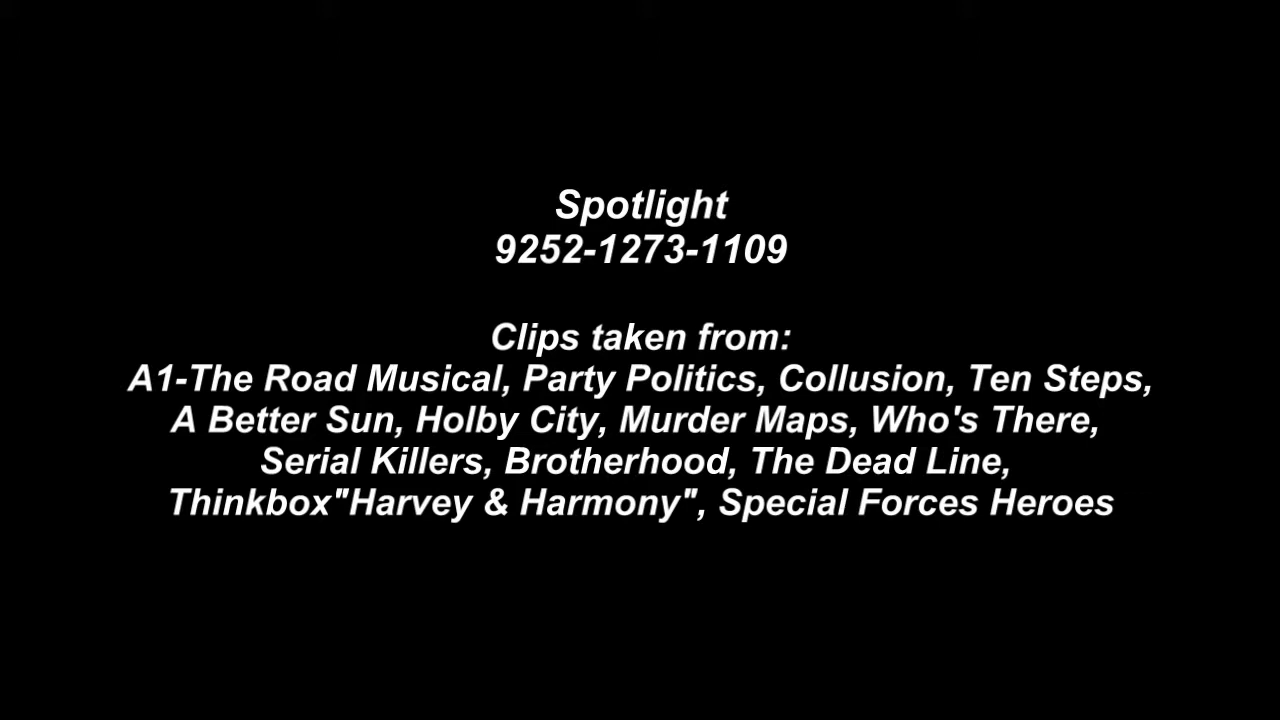 Spotlight
9252-1273-1109
Clips taken from:
A1-The Road Musical, Party Politics, Collusion, Ten Steps,
A Better Sun, Holby City, Murder Maps, Who's There,
Serial Killers, Brotherhood, The Dead Line,
Thinkbox"Harvey & Harmony", Special Forces Heroes